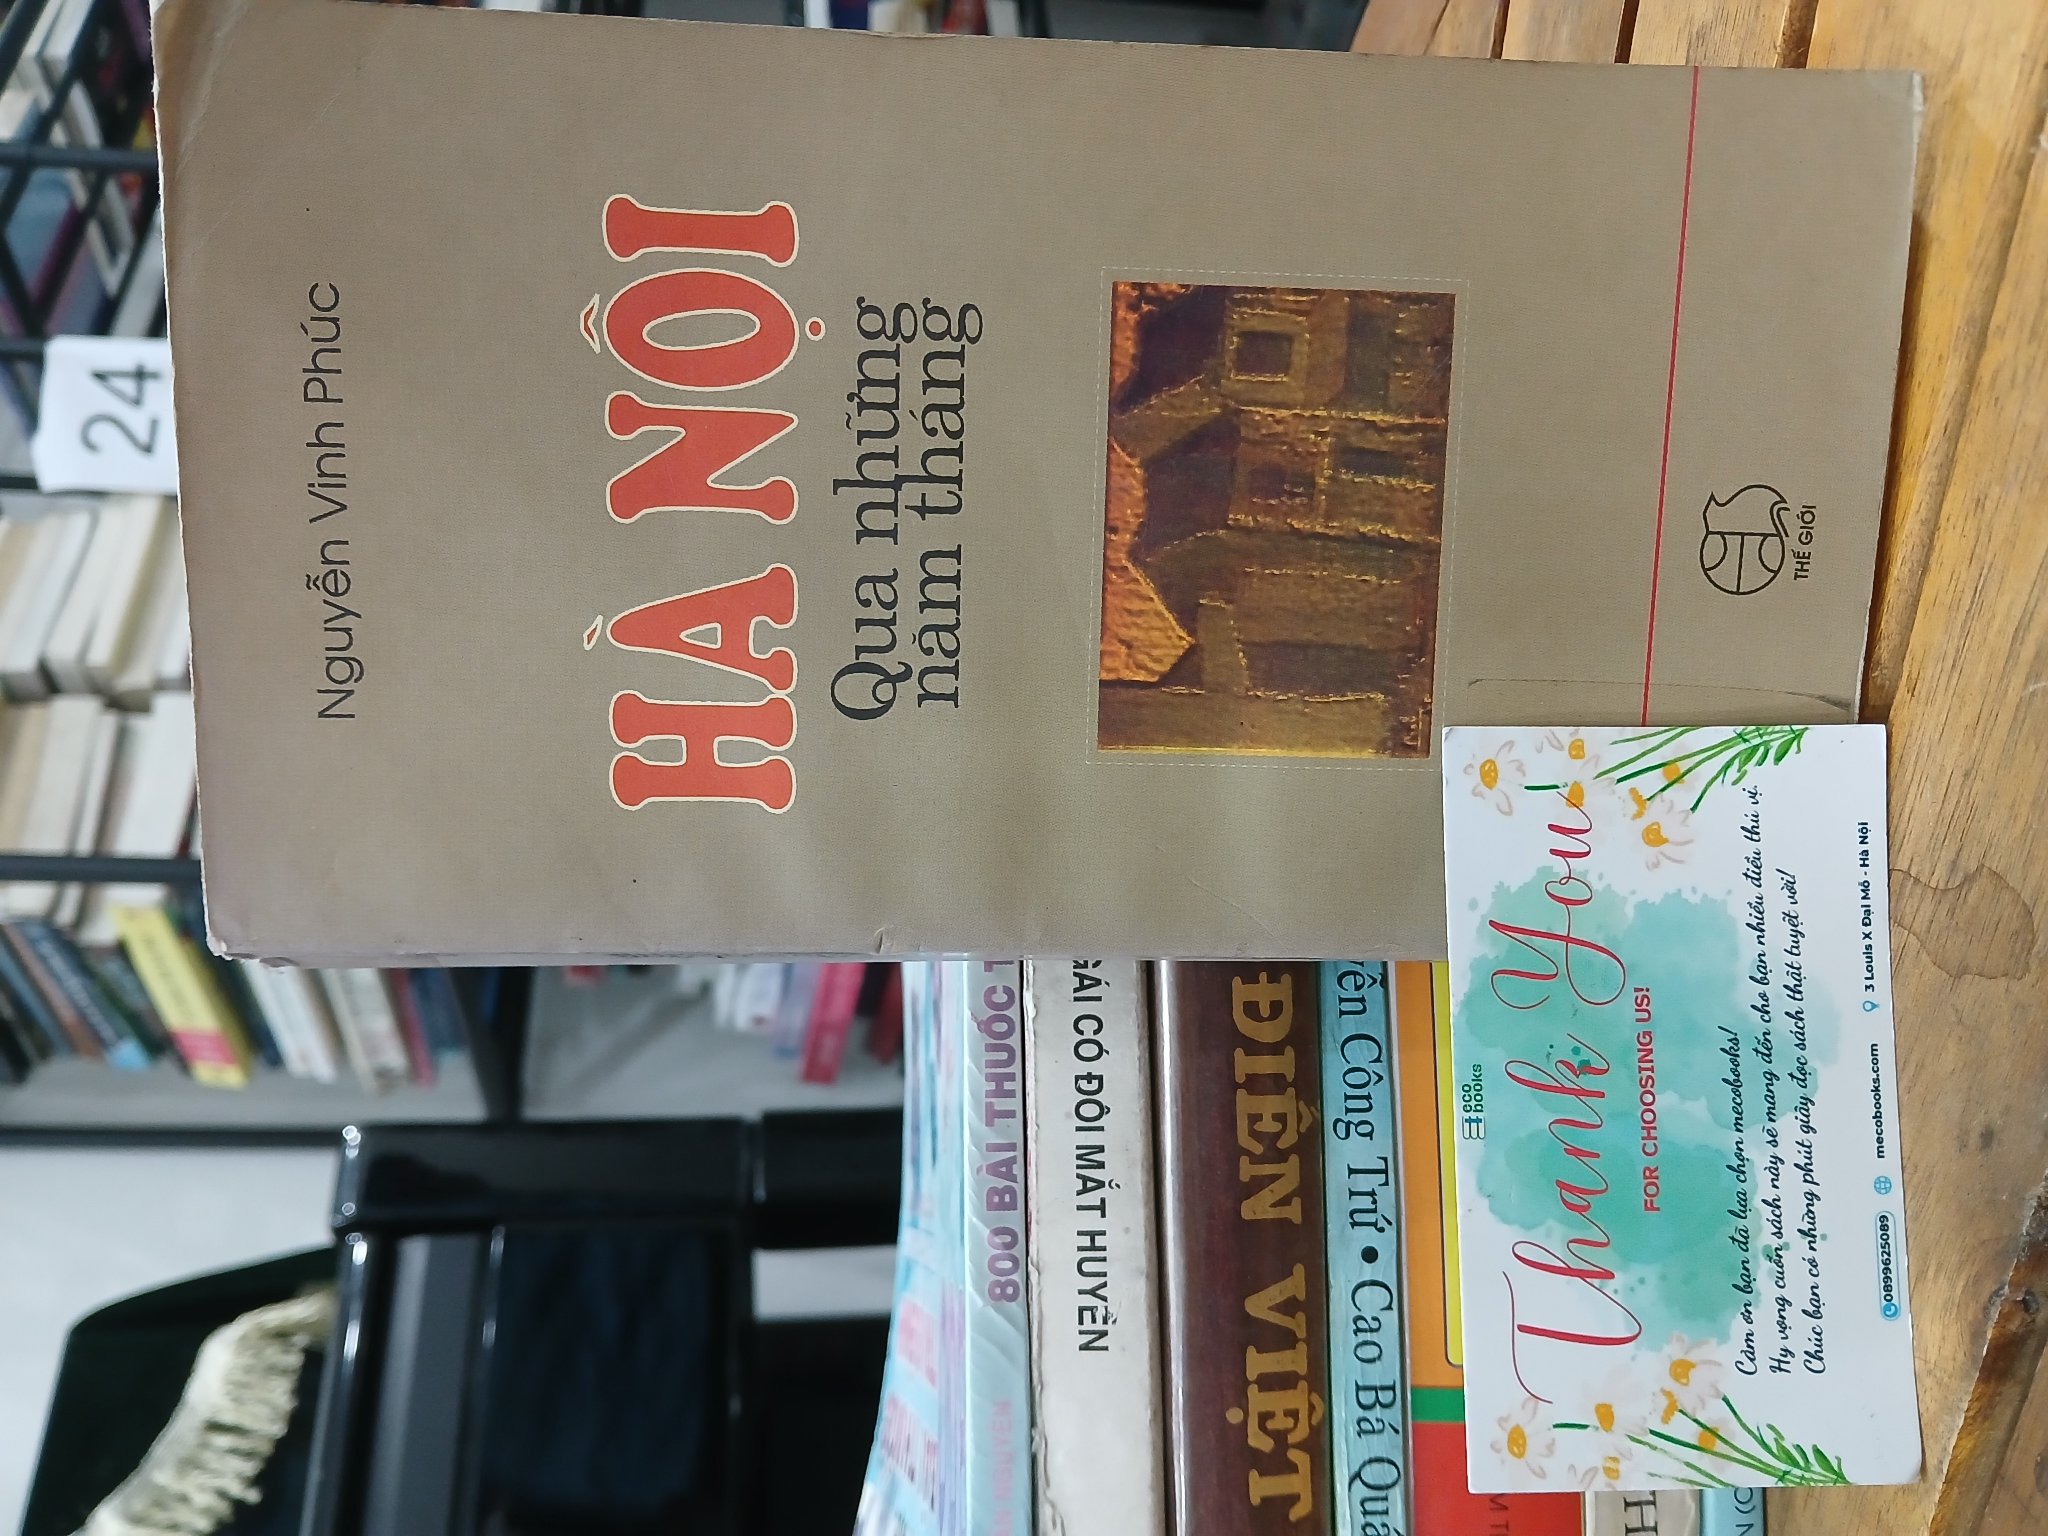 24
Nguyễn Vinh Phúc
HÀ NỘI
Qua những
năm tháng
THẾ GIỚI
800 BÀI THUỐC
GÁI CÓ ĐÔI MẮT HUYỀN
ĐIỂN VIỆT
Công Trứ • Cao Bá Quá
eco
books
Thank You
FOR CHOOSING US!
Cảm ơn bạn đã lựa chọn mecobooks!
Hy vọng cuốn sách này sẽ mang đến cho bạn nhiều điều thú vị.
Chúc bạn có những phút giây đọc sách thật tuyệt vời!
0899625089 mecobooks.com 3 Louis X Đại Mỗ - Hà Nội